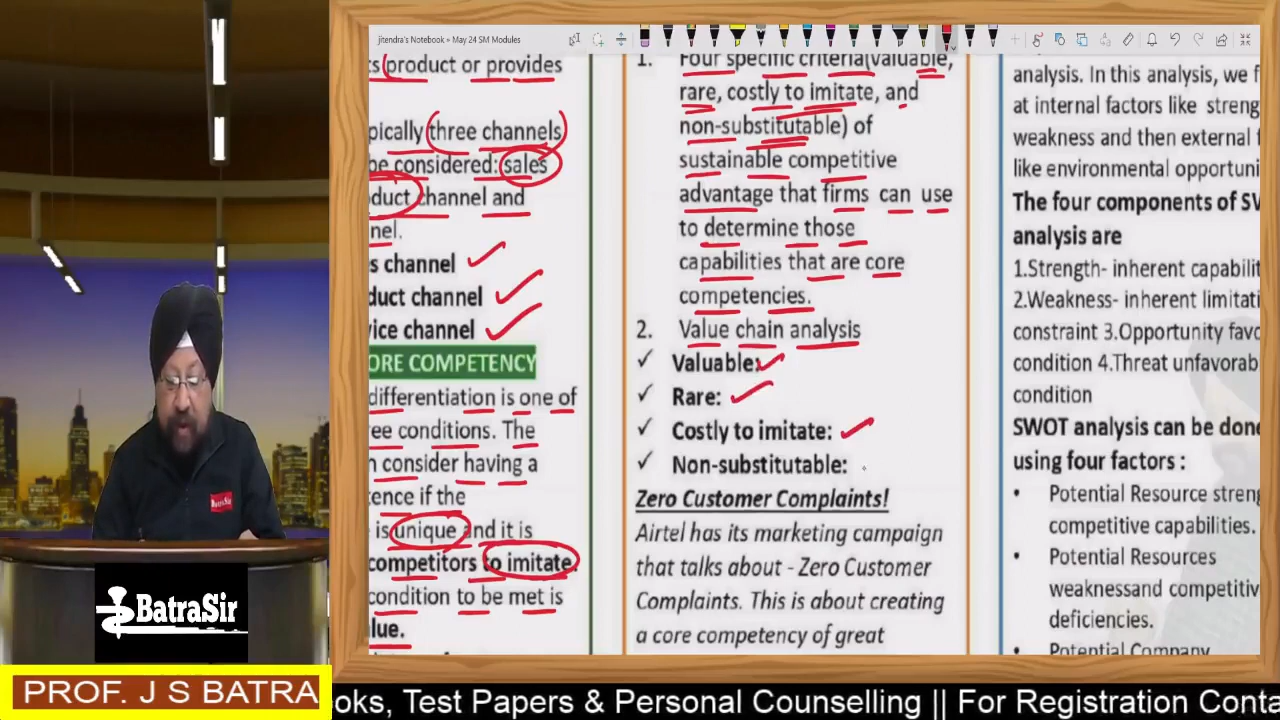 jitendra's Notebook » May 24 SM Modules
product or provides
three channels
be considered: sales
channel and
channel
channel
channel
ORE COMPETENCY
differentiation is one of
conditions. The
consider having a
if the
is unique and it is
competitors to imitate.
condition to be met is
1. Four specific criteria(valuable,
rare, costly to imitate, and
non-substitutable) of
sustainable competitive
advantage that firms can use
to determine those
capabilities that are core
competencies.
2. Value chain analysis
✓ Valuable:
✓ Rare:
✓ Costly to imitate:
✓ Non-substitutable:
Zero Customer Complaints!
Airtel has its marketing campaign
that talks about - Zero Customer
Complaints. This is about creating
a core competency of great
analysis. In this analysis, we f
at internal factors like streng
weakness and then external f
like environmental opportuni
The four components of SV
analysis are
1.Strength- inherent capabilit
2.Weakness- inherent limitati
constraint 3.Opportunity favo
condition 4.Threat unfavorab
condition
SWOT analysis can be done
using four factors :
• Potential Resource streng
competitive capabilities.
• Potential Resources
weaknessand competitiv
deficiencies.
• Potential Company
BatraSir
BatraSir
PROF. J S BATRA
oks, Test Papers & Personal Counselling || For Registration Conta